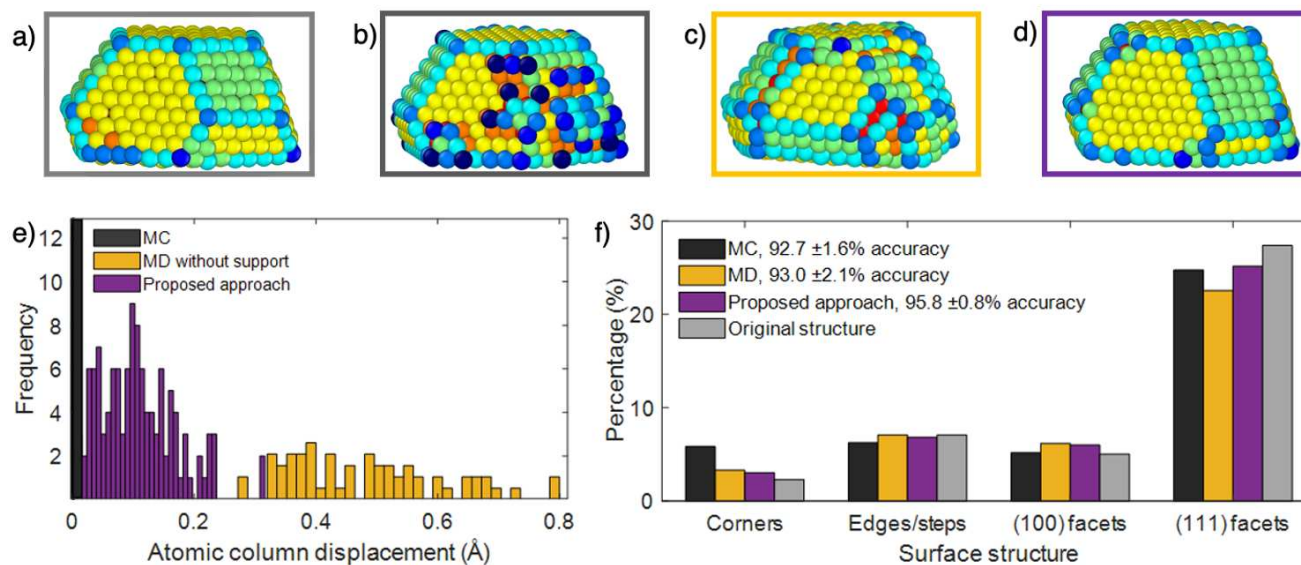 a)
b)
c)
d)
e)
12
10
8
6
4
2
Frequency
MC
MD without support
Proposed approach
0
0.2
0.4
0.6
0.8
Atomic column displacement (Å)
f)
30
20
10
0
Percentage (%)
MC, 92.7 ±1.6% accuracy
MD, 93.0 ±2.1% accuracy
Proposed approach, 95.8 ±0.8% accuracy
Original structure
Corners
Edges/steps
(100) facets
(111) facets
Surface structure